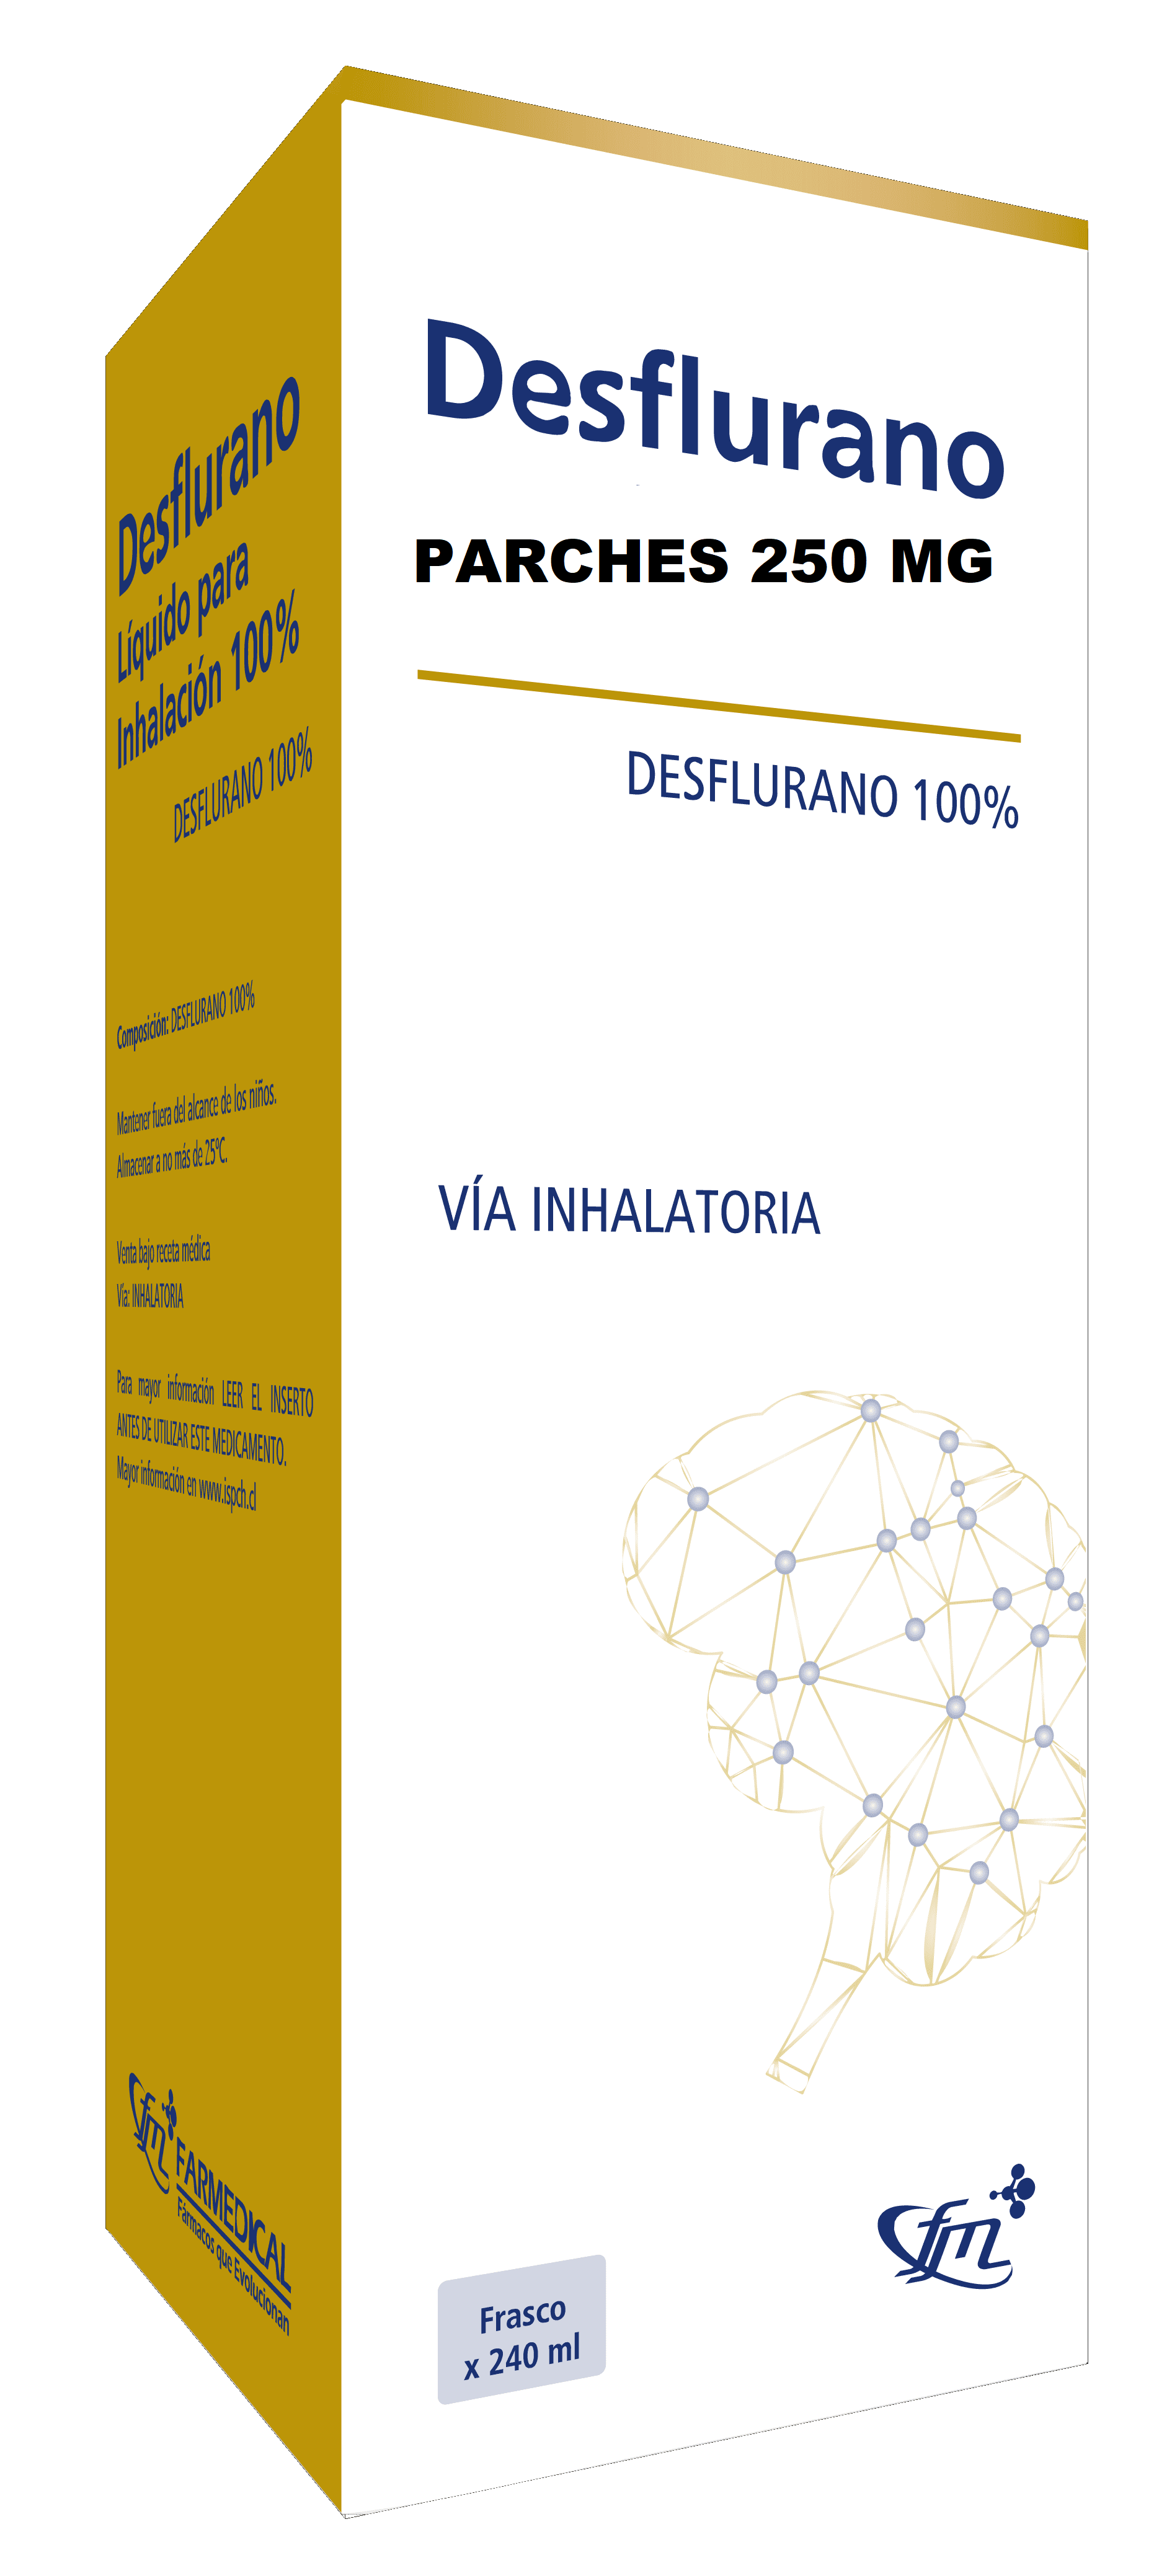 Desflurano
PARCHES 250 MG
DESFLURANO 100%
VÍA INHALATORIA
Frasco
x 240 ml
fm
Desflurano
Líquido para
Inhalación 100%
DESFLURANO 100%
Composición: DESFLURANO 100%
Mantener fuera del alcance de los niños.
Almacenar a no más de 25°C.
Venta bajo receta médica
Vía: INHALATORIA
Para mayor información LEER EL INSERTO
ANTES DE UTILIZAR ESTE MEDICAMENTO.
Mayor información en www.ispch.cl
fm FARMEDICAL
Fármacos que Evolucionan